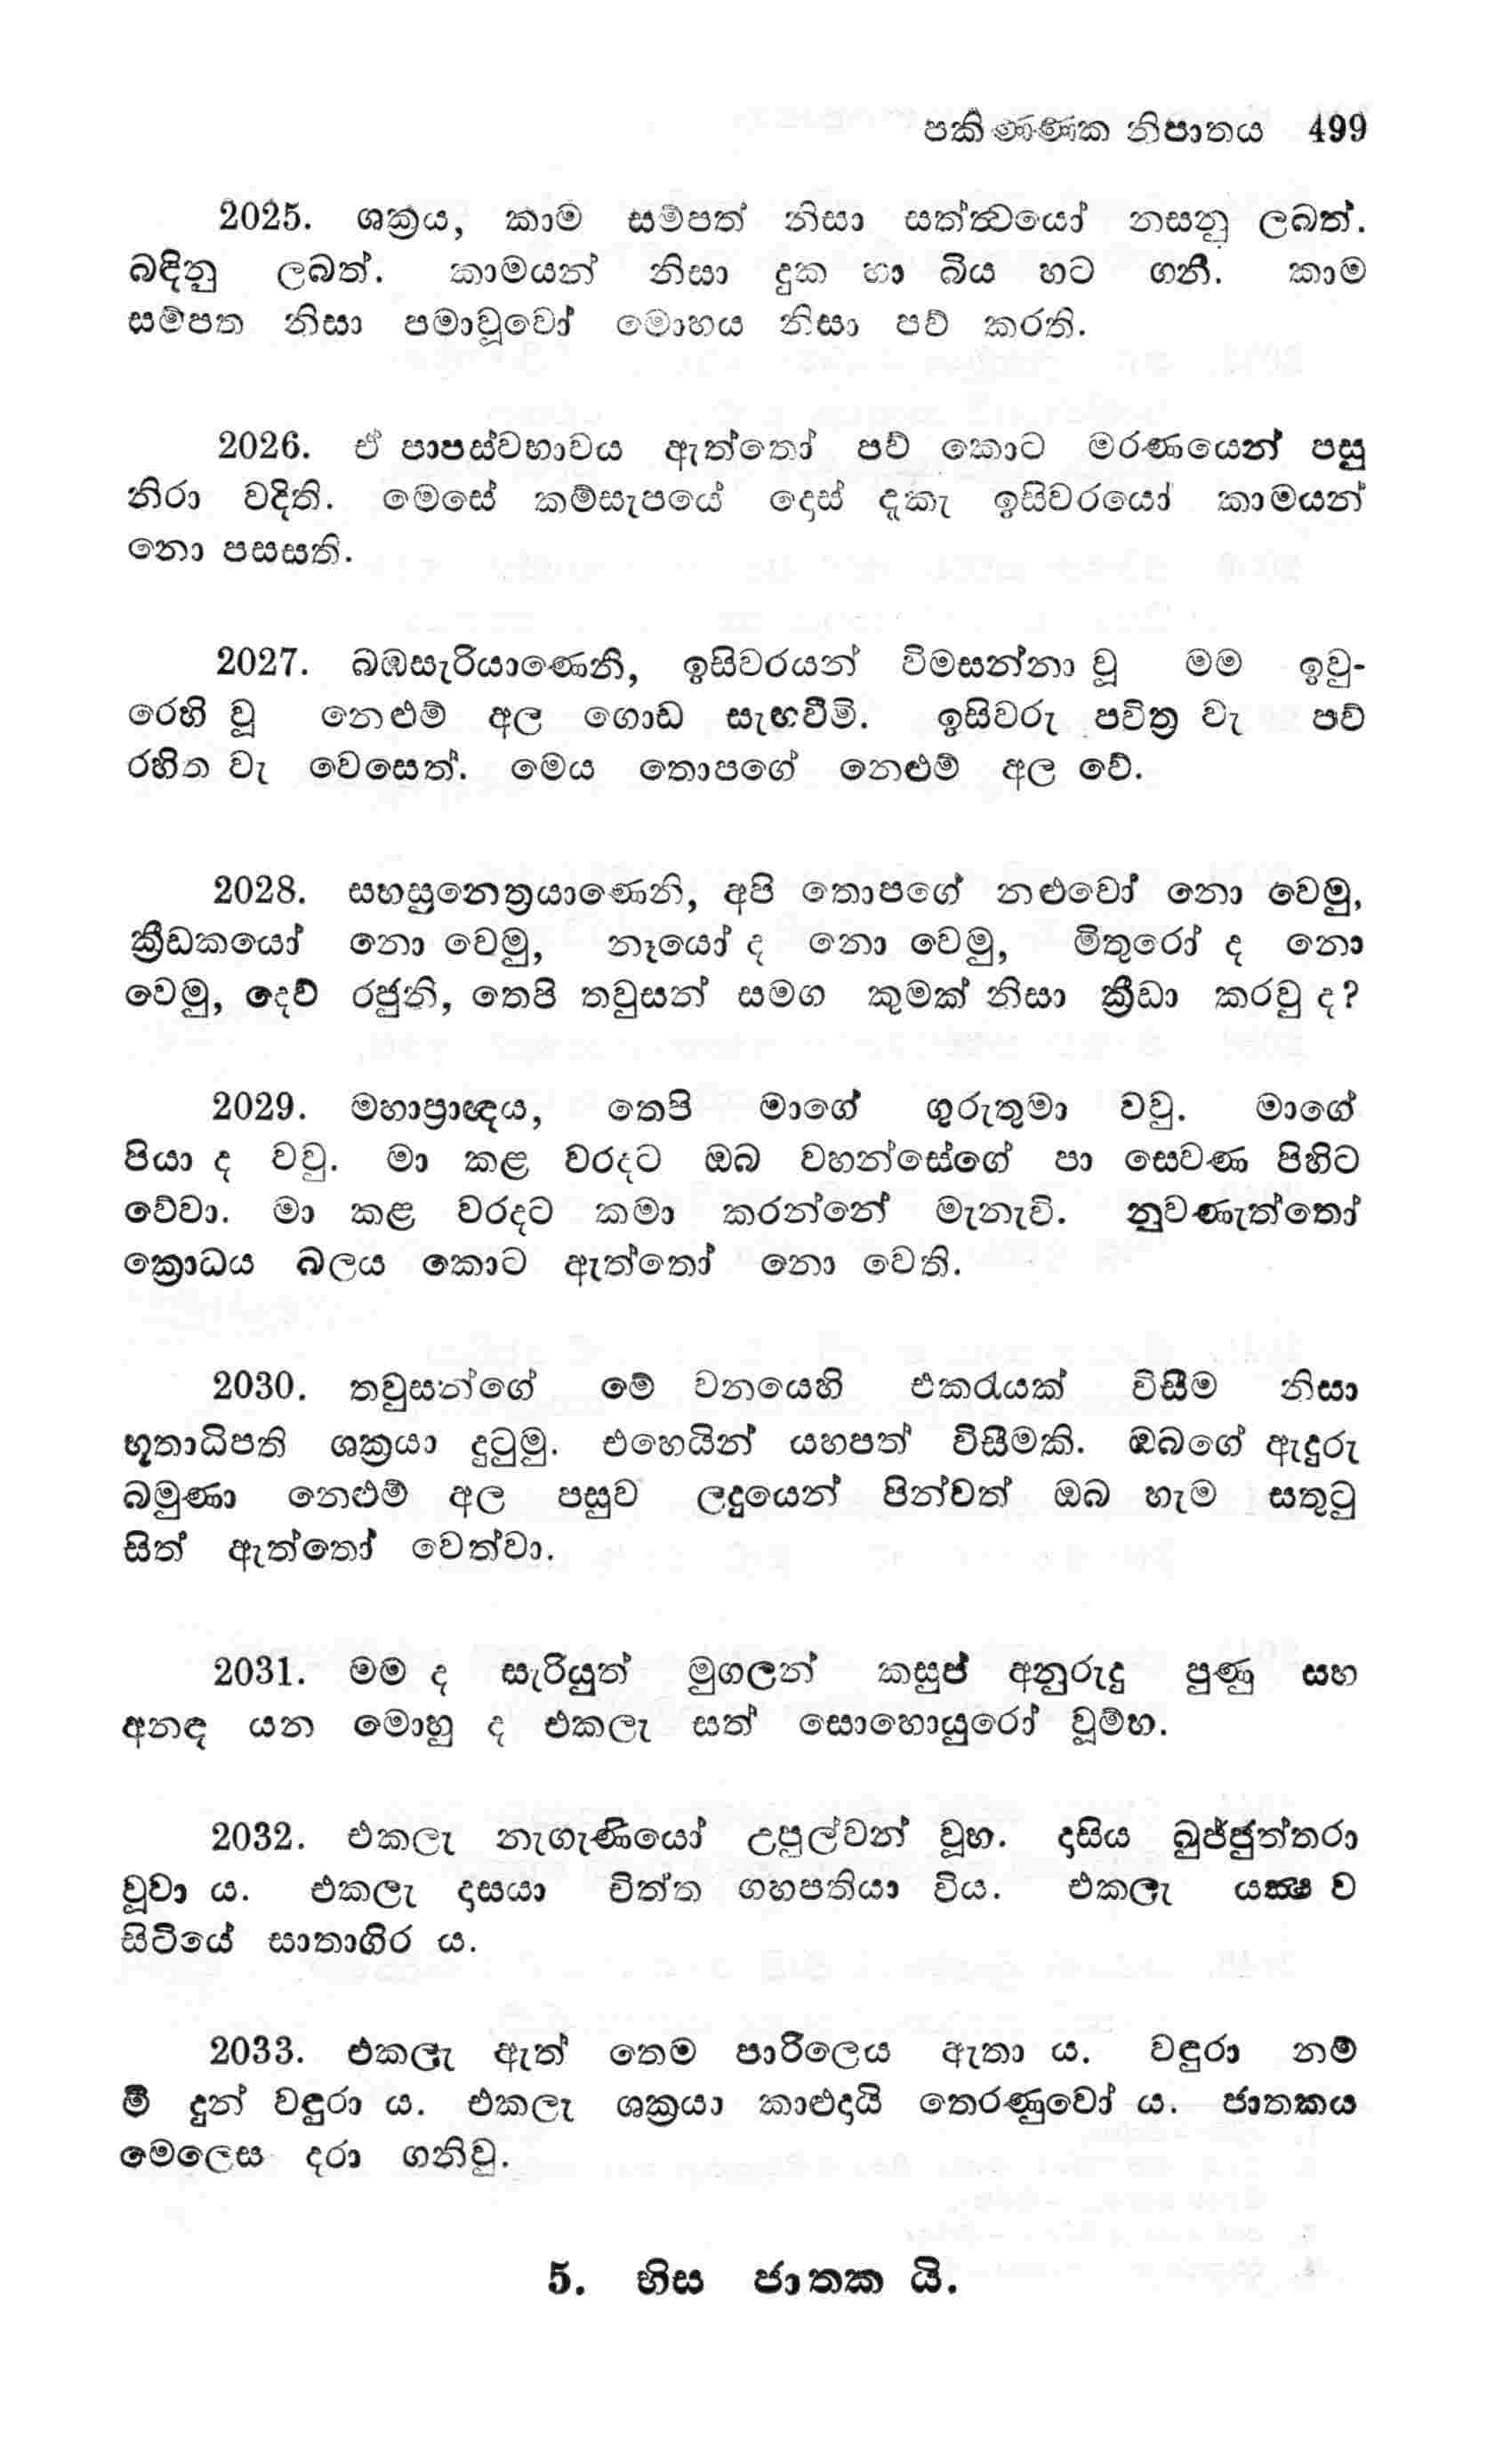 පකිණ්ණක නිපාතය 499
2025. ශක්‍රය, කාම සම්පත් නිසා සත්ත්‍වයෝ නසනු ලබත්.
බඳිනු ලබත්. කාමයන් නිසා දුක හා බිය හට ගනී. කාම
සම්පත නිසා පමාවූවෝ මොහය නිසා පව් කරති.
2026. ඒ පාපස්වභාවය ඇත්තෝ පව් කොට මරණයෙන් පසු
නිරා වදිති. මෙසේ කම්සැපයේ දොස් දැකැ ඉසිවරයෝ කාමයන්
නො පසසති.
2027. බඹසැරියාණෙනි, ඉසිවරයන් විමසන්නා වූ මම ඉවු-
රෙහි වූ නෙළුම් අල ගොඩ සැඟවීමි. ඉසිවරු පවිත්‍ර වැ පව්
රහිත වැ වෙසෙත්. මෙය තොපගේ නෙළුම් අල වේ.
2028. සහසුනෙත්‍රයාණෙනි, අපි තොපගේ නළුවෝ නො වෙමු,
ක්‍රීඩකයෝ නො වෙමු, නෑයෝ ද නො වෙමු, මිතුරෝ ද නො
වෙමු, දෙව් රජුනි, තෙපි තවුසන් සමග කුමක් නිසා ක්‍රීඩා කරවු ද?
2029. මහාප්‍රාඥය, තෙපි මාගේ ගුරුතුමා වවු. මාගේ
පියා ද වවු. මා කළ වරදට ඔබ වහන්සේගේ පා සෙවණ පිහිට
වේවා. මා කළ වරදට කමා කරන්නේ මැනැවි. නුවණැත්තෝ
ක්‍රොධය බලය කොට ඇත්තෝ නො වෙති.
2030. තවුසන්ගේ මේ වනයෙහි එකරැයක් විසීම නිසා
භූතාධිපති ශක්‍රයා දුටුමු. එහෙයින් යහපත් විසීමකි. ඔබගේ ඇදුරු
බමුණා නෙළුම් අල පසුව ලදුයෙන් පින්වත් ඔබ හැම සතුටු
සිත් ඇත්තෝ වෙත්වා.
2031. මම ද සැරියුත් මුගලන් කසුප් අනුරුදු පුණු සහ
අනඳ යන මොහු ද එකලැ සත් සොහොයුරෝ වූම්හ.
2032. එකලැ නැගැණියෝ උපුල්වන් වූහ. දාසිය ඛුජ්ජුත්තරා
වූවා ය. එකලැ දාසයා චිත්ත ගහපතියා විය. එකලැ යක්‍ෂ ව
සිටියේ සාතාගිර ය.
2033. එකලැ ඇත් තෙම පාරිලෙය ඇතා ය. වඳුරා නම්
මී දුන් වඳුරා ය. එකලැ ශක්‍රයා කාළුදායි තෙරණුවෝ ය. ජාතකය
මෙලෙස දරා ගනිවු.
5. භිස ජාතක යි.